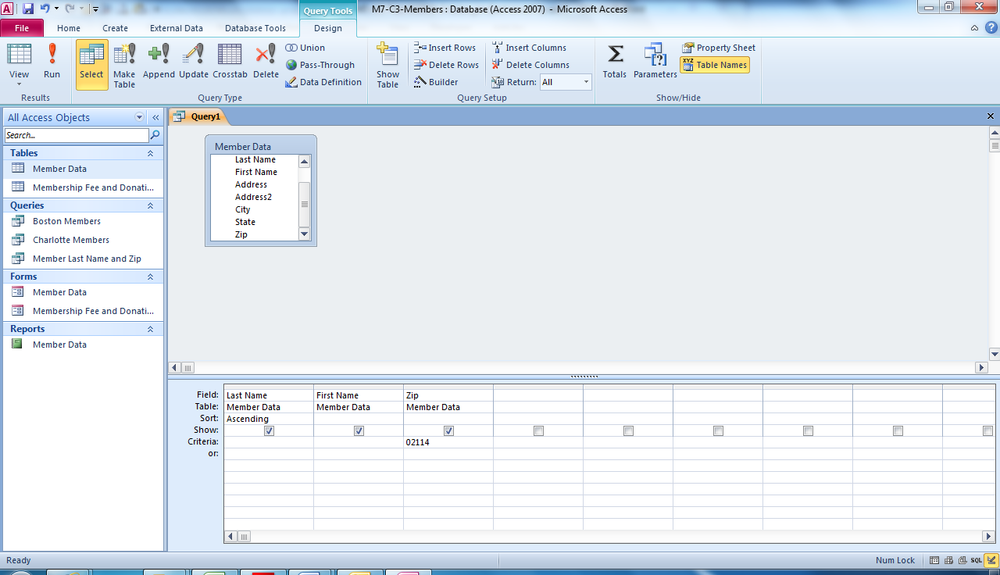 Query Tools M7-C3-Members : Database (Access 2007) - Microsoft Access
File Home Create External Data Database Tools Design
View Run Select Make Table Append Update Crosstab Delete Union Pass-Through Data Definition Show Table Insert Rows Delete Rows Builder Insert Columns Delete Columns Return: All Totals Parameters Property Sheet Table Names
Results Query Type Query Setup Show/Hide
All Access Objects
Search...
Tables
Member Data
Membership Fee and Donati...
Queries
Boston Members
Charlotte Members
Member Last Name and Zip
Forms
Member Data
Membership Fee and Donati...
Reports
Member Data
Query1
Member Data
Last Name
First Name
Address
Address2
City
State
Zip
Field: Last Name First Name Zip
Table: Member Data Member Data Member Data
Sort: Ascending
Show:
Criteria: 02114
or:
Ready Num Lock SQL